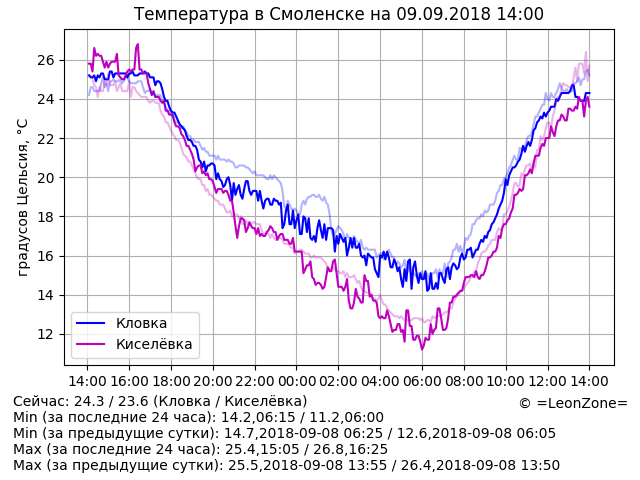 Температура в Смоленске на 09.09.2018 14:00
градусов Цельсия, °C
26
24
22
20
18
16
14
12
Кловка
Киселёвка
14:00 16:00 18:00 20:00 22:00 00:00 02:00 04:00 06:00 08:00 10:00 12:00 14:00
Сейчас: 24.3 / 23.6 (Кловка / Киселёвка)
© =LeonZone=
Min (за последние 24 часа): 14.2,06:15 / 11.2,06:00
Min (за предыдущие сутки): 14.7,2018-09-08 06:25 / 12.6,2018-09-08 06:05
Max (за последние 24 часа): 25.4,15:05 / 26.8,16:25
Max (за предыдущие сутки): 25.5,2018-09-08 13:55 / 26.4,2018-09-08 13:50